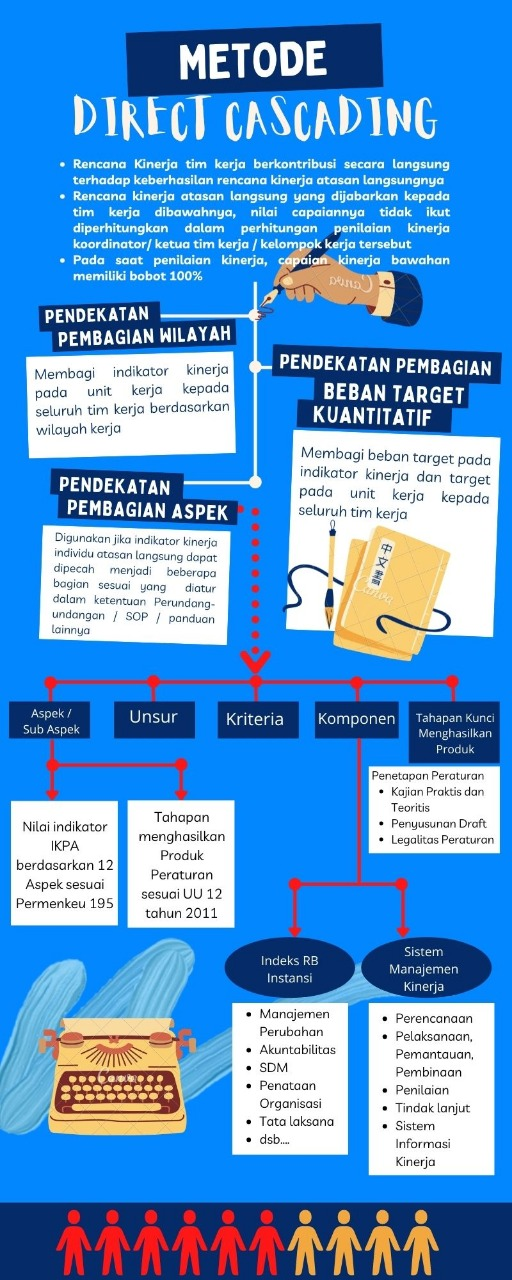 METODE
DIRECT CASCADING
• Rencana Kinerja tim kerja berkontribusi secara langsung
terhadap keberhasilan rencana kinerja atasan langsungnya
• Rencana kinerja atasan langsung yang dijabarkan kepada
tim kerja dibawahnya, nilai capaiannya tidak ikut
diperhitungkan dalam perhitungan penilaian kinerja
koordinator/ ketua tim kerja / kelompok kerja tersebut
• Pada saat penilaian kinerja, capaian kinerja bawahan
memiliki bobot 100%
Canva
PENDEKATAN
PEMBAGIAN WILAYAH
Membagi indikator kinerja
pada unit kerja kepada
seluruh tim kerja berdasarkan
wilayah kerja
PENDEKATAN PEMBAGIAN
BEBAN TARGET
KUANTITATIF
Membagi beban target pada
indikator kinerja dan target
pada unit kerja kepada
seluruh tim kerja
中文書
Canva
PENDEKATAN
PEMBAGIAN ASPEK
Digunakan jika indikator kinerja
individu atasan langsung dapat
dipecah menjadi beberapa
bagian sesuai yang diatur
dalam ketentuan Perundang-
undangan / SOP / panduan
lainnya
Aspek /
Sub Aspek
Unsur
Kriteria
Komponen
Tahapan Kunci
Menghasilkan
Produk
Penetapan Peraturan
• Kajian Praktis dan
Teoritis
• Penyusunan Draft
• Legalitas Peraturan
Nilai indikator
IKPA
berdasarkan 12
Aspek sesuai
Permenkeu 195
Tahapan
menghasilkan
Produk
Peraturan
sesuai UU 12
tahun 2011
Indeks RB
Instansi
• Manajemen
Perubahan
• Akuntabilitas
• SDM
• Penataan
Organisasi
• Tata laksana
• dsb....
Sistem
Manajemen
Kinerja
• Perencanaan
• Pelaksanaan,
Pemantauan,
Pembinaan
• Penilaian
• Tindak lanjut
• Sistem
Informasi
Kinerja
Canva